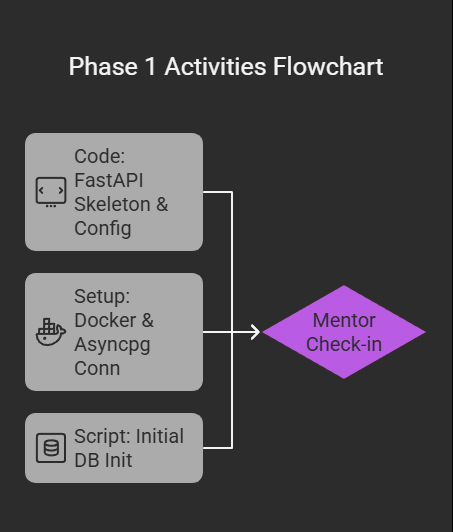 Phase 1 Activities Flowchart
Code:
FastAPI
Skeleton &
Config
Setup:
Docker &
Asyncpg
Conn
Script: Initial
DB Init
Mentor
Check-in